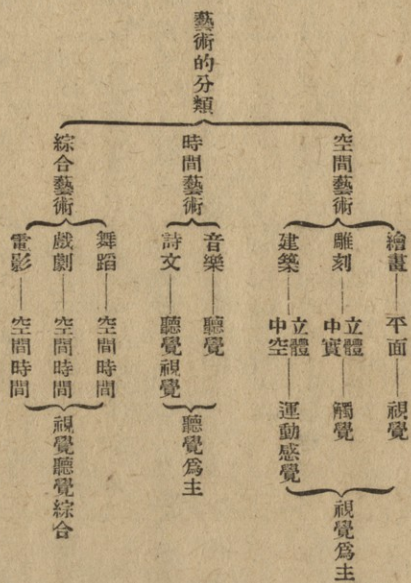 藝術的分類
空間藝術
繪畫——平面——視覺
雕刻——立體中實——觸覺
建築——立體中空——運動感覺
視覺爲主
時間藝術
音樂——聽覺
詩文——聽覺視覺
聽覺爲主
綜合藝術
舞蹈——空間時間
戲劇——空間時間
電影——空間時間
視覺聽覺綜合